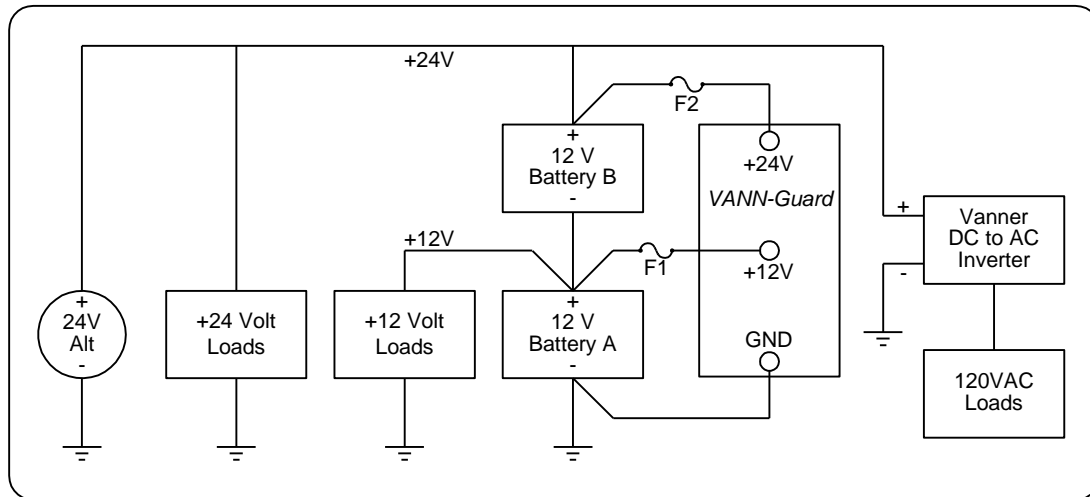 +24V
F2
+
12 V
Battery B
-
+24V
VANN-Guard
+12V
F1
+12V
GND
+
Vanner
DC to AC
Inverter
-
+
24V
Alt
-
+24 Volt
Loads
+12 Volt
Loads
+
12 V
Battery A
-
120VAC
Loads